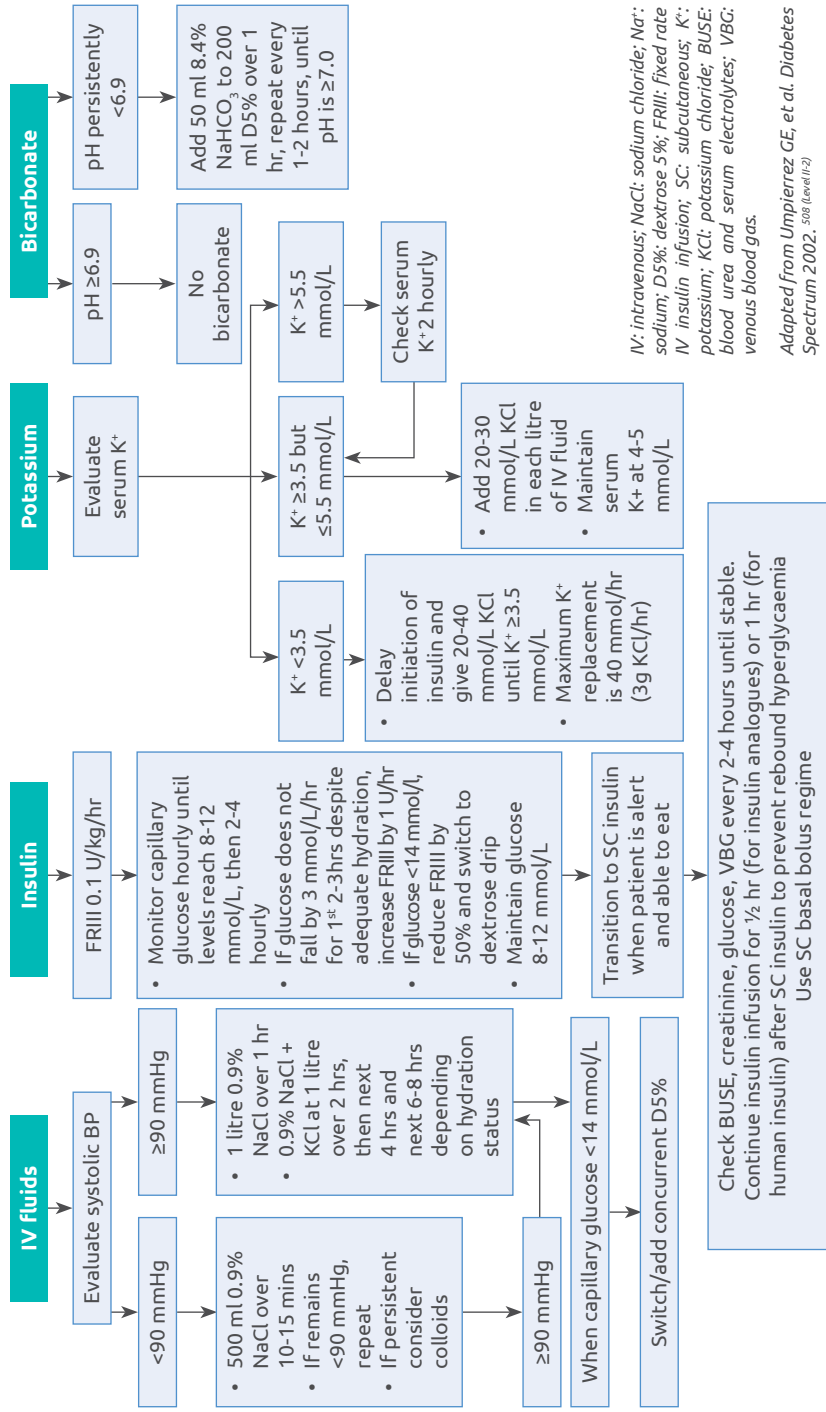 IV fluids
Evaluate systolic BP
<90 mmHg
• 500 ml 0.9%
NaCl over
10-15 mins
• If remains
<90 mmHg,
repeat
• If persistent
consider
colloids
≥90 mmHg
≥90 mmHg
• 1 litre 0.9%
NaCl over 1 hr
• 0.9% NaCl +
KCl at 1 litre
over 2 hrs,
then next
4 hrs and
next 6-8 hrs
depending
on hydration
status
When capillary glucose <14 mmol/L
Switch/add concurrent D5%
Insulin
FRIII 0.1 U/kg/hr
• Monitor capillary
glucose hourly until
levels reach 8-12
mmol/L, then 2-4
hourly
• If glucose does not
fall by 3 mmol/L/hr
for 1st 2-3hrs despite
adequate hydration,
increase FRIII by 1 U/hr
• If glucose <14 mmol/l,
reduce FRIII by
50% and switch to
dextrose drip
• Maintain glucose
8-12 mmol/L
Transition to SC insulin
when patient is alert
and able to eat
Potassium
Evaluate
serum K⁺
K⁺ <3.5
mmol/L
• Delay
initiation of
insulin and
give 20-40
mmol/L KCl
until K⁺ ≥3.5
mmol/L
• Maximum K⁺
replacement
is 40 mmol/hr
(3g KCl/hr)
K⁺ ≥3.5 but
≤5.5 mmol/L
• Add 20-30
mmol/L KCl
in each litre
of IV fluid
• Maintain
serum
K+ at 4-5
mmol/L
K⁺ >5.5
mmol/L
Check serum
K⁺ 2 hourly
Bicarbonate
pH ≥6.9
No
bicarbonate
pH persistently
<6.9
Add 50 ml 8.4%
NaHCO₃ to 200
ml D5% over 1
hr, repeat every
1-2 hours, until
pH is ≥7.0
Check BUSE, creatinine, glucose, VBG every 2-4 hours until stable.
Continue insulin infusion for ½ hr (for insulin analogues) or 1 hr (for
human insulin) after SC insulin to prevent rebound hyperglycaemia
Use SC basal bolus regime
IV: intravenous; NaCl: sodium chloride; Na⁺:
sodium; D5%: dextrose 5%; FRIII: fixed rate
IV insulin infusion; SC: subcutaneous; K⁺:
potassium; KCl: potassium chloride; BUSE:
blood urea and serum electrolytes; VBG:
venous blood gas.
Adapted from Umpierrez GE, et al. Diabetes
Spectrum 2002. 508 (Level II-2)